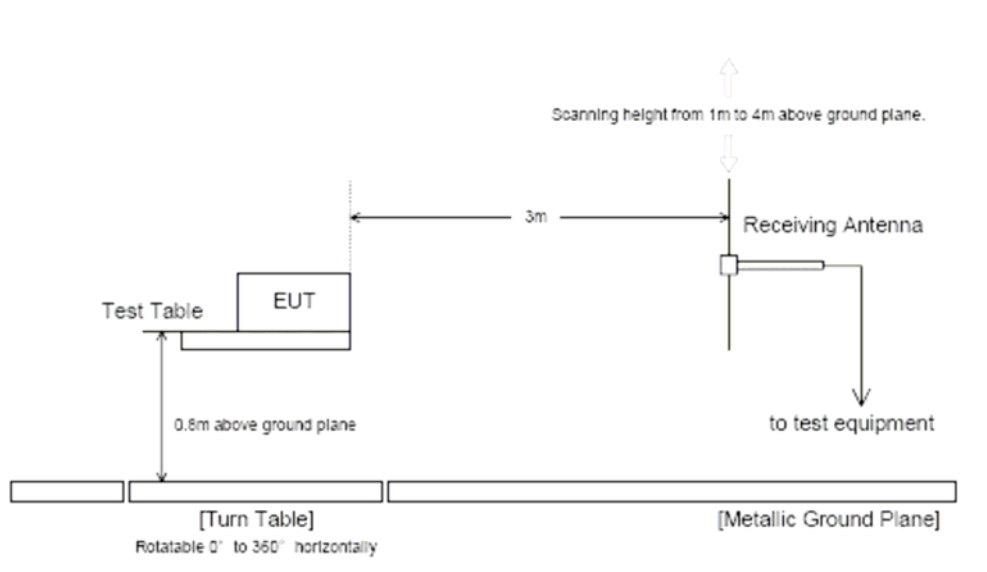 Scanning height from 1m to 4m above ground plane.
3m
Receiving Antenna
EUT
Test Table
0.8m above ground plane
to test equipment
[Turn Table]
[Metallic Ground Plane]
Rotatable 0° to 360° horizontally